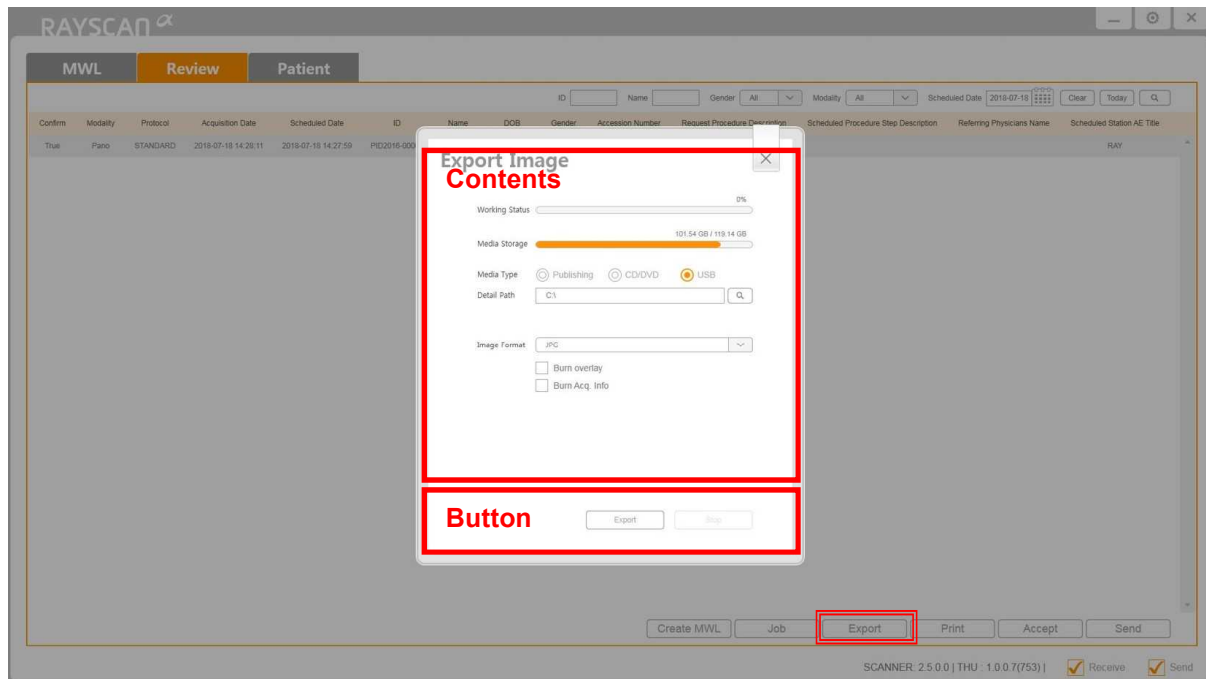 RAYSCAN α
MWL Review Patient
ID Name Gender All Modality All Scheduled Date 2018-07-18 Clear Today
Confirm Modality Protocol Acquisition Date Scheduled Date ID Name DOB Gender Accession Number Request Procedure Description Scheduled Procedure Step Description Referring Physicians Name Scheduled Station AE Title
True Pano STANDARD 2018-07-18 14:28:11 2018-07-18 14:27:59 PID2016-000 RAY
Export Image
Contents
0%
Working Status
101.54 GB / 119.14 GB
Media Storage
Media Type Publishing CD/DVD USB
Detail Path C:\
Image Format JPG
Burn overlay
Burn Acq. Info
Button Export Stop
Create MWL Job Export Print Accept Send
SCANNER: 2.5.0.0 | THU : 1.0.0.7(753) | Receive Send